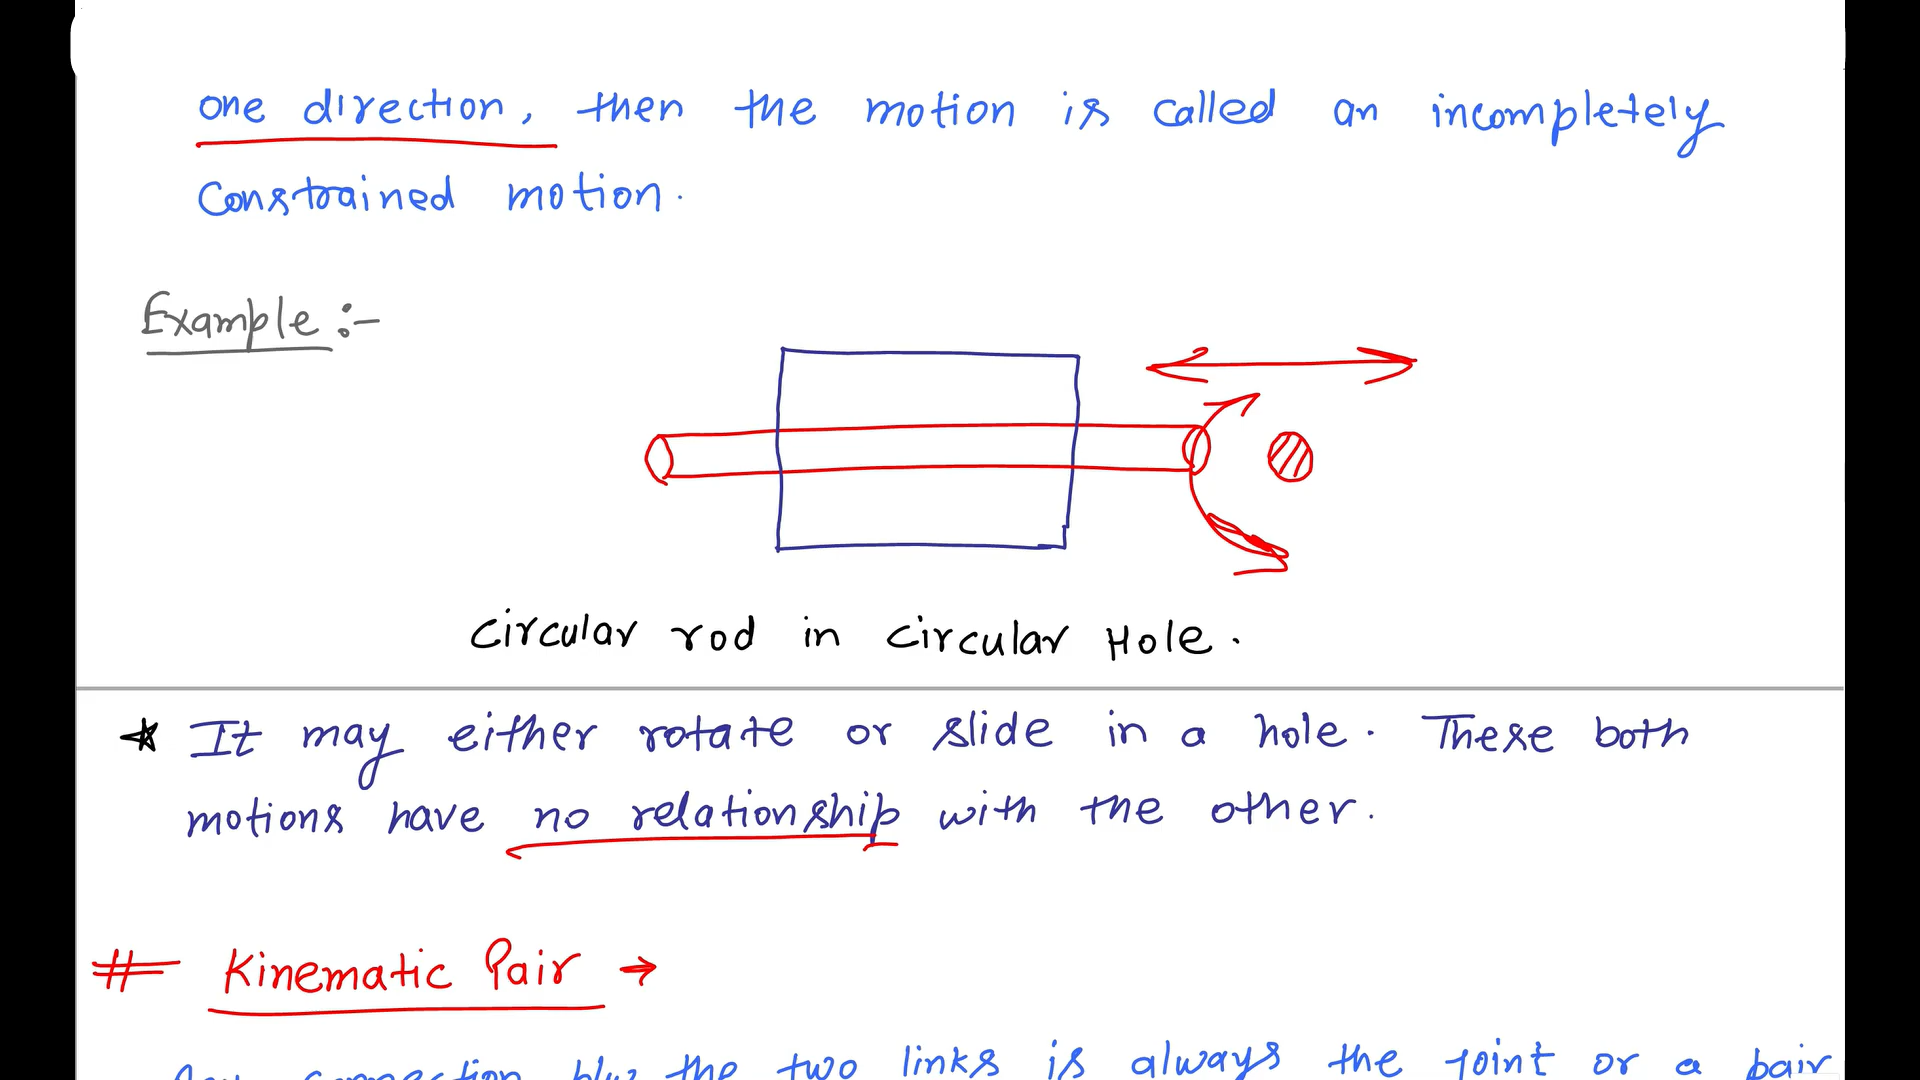 one direction, then the motion is called an incompletely
constrained motion.
Example :-
circular rod in circular Hole.
* It may either rotate or slide in a hole. These both
motions have no relationship with the other.
# Kinematic Pair →
connection b/w the two links is always the joint or a pair